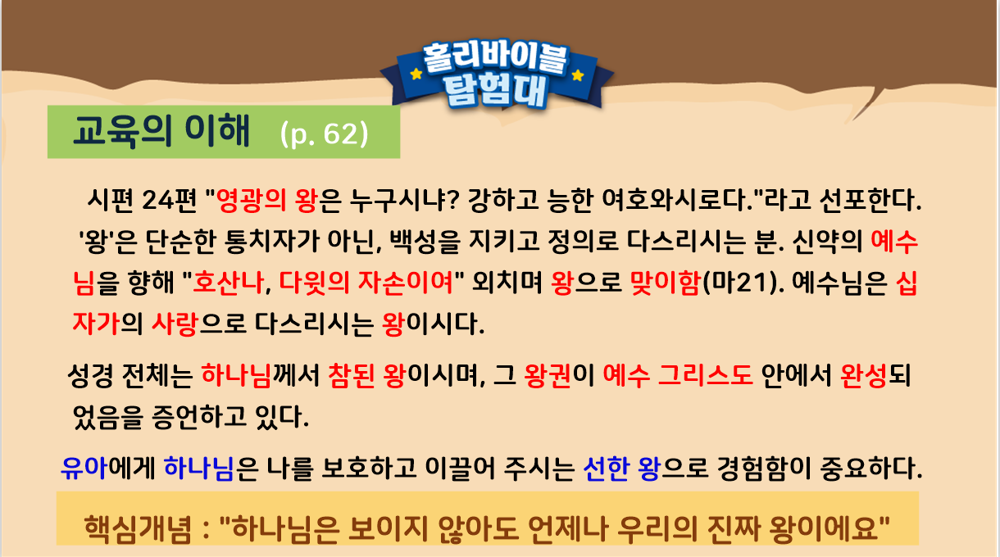 홀리바이블
탐험대
교육의 이해 (p. 62)
시편 24편 "영광의 왕은 누구시냐? 강하고 능한 여호와시로다."라고 선포한다.
'왕'은 단순한 통치자가 아닌, 백성을 지키고 정의로 다스리시는 분. 신약의 예수
님을 향해 "호산나, 다윗의 자손이여" 외치며 왕으로 맞이함(마21). 예수님은 십
자가의 사랑으로 다스리시는 왕이시다.
성경 전체는 하나님께서 참된 왕이시며, 그 왕권이 예수 그리스도 안에서 완성되
었음을 증언하고 있다.
유아에게 하나님은 나를 보호하고 이끌어 주시는 선한 왕으로 경험함이 중요하다.
핵심개념 : "하나님은 보이지 않아도 언제나 우리의 진짜 왕이에요"